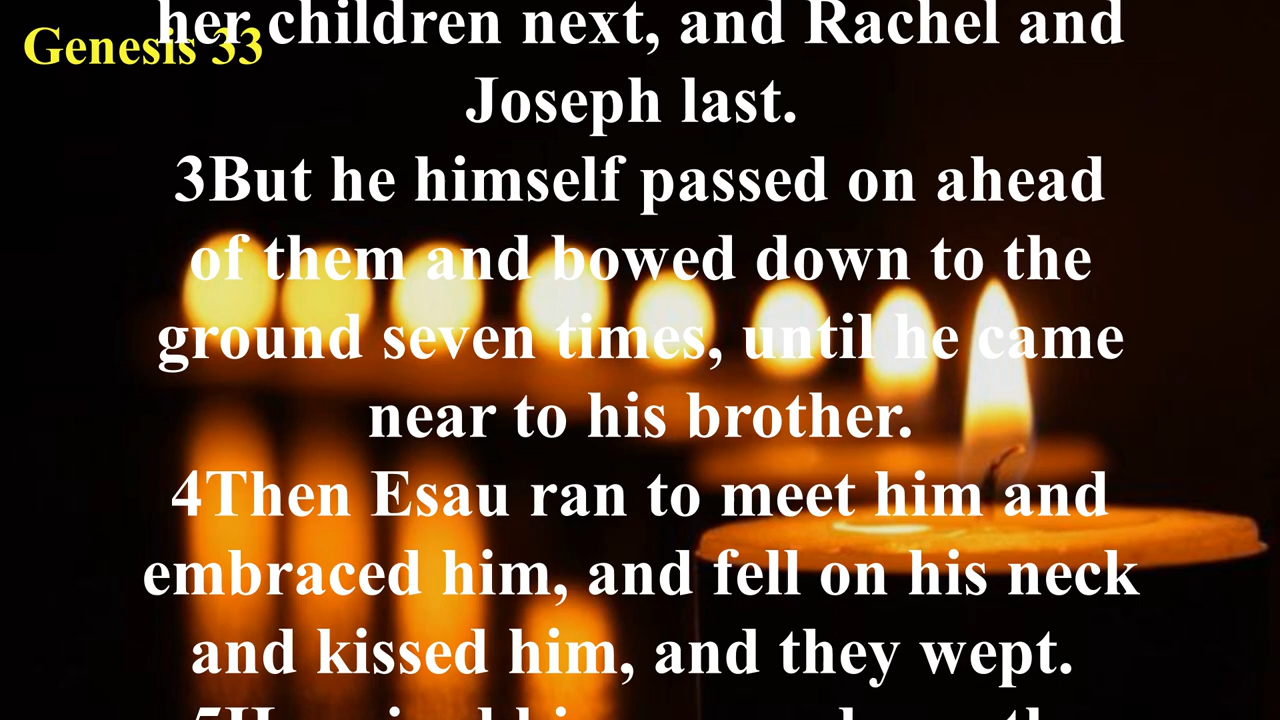 Genesis 33
her children next, and Rachel and
Joseph last.
3But he himself passed on ahead
of them and bowed down to the
ground seven times, until he came
near to his brother.
4Then Esau ran to meet him and
embraced him, and fell on his neck
and kissed him, and they wept.